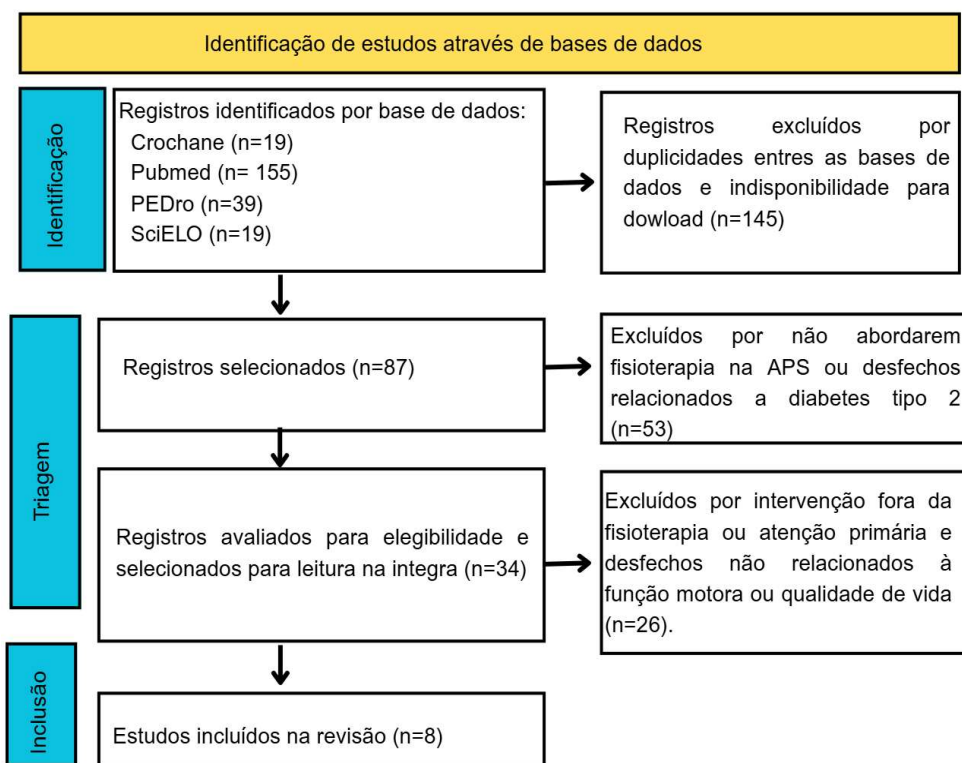 Identificação de estudos através de bases de dados
Identificação
Registros identificados por base de dados:
Crochane (n=19)
Pubmed (n= 155)
PEDro (n=39)
SciELO (n=19)
Registros excluídos por
duplicidades entres as bases de
dados e indisponibilidade para
dowload (n=145)
Triagem
Registros selecionados (n=87)
Excluídos por não abordarem
fisioterapia na APS ou desfechos
relacionados a diabetes tipo 2
(n=53)
Registros avaliados para elegibilidade e
selecionados para leitura na integra (n=34)
Excluídos por intervenção fora da
fisioterapia ou atenção primária e
desfechos não relacionados à
função motora ou qualidade de vida
(n=26).
Inclusão
Estudos incluídos na revisão (n=8)